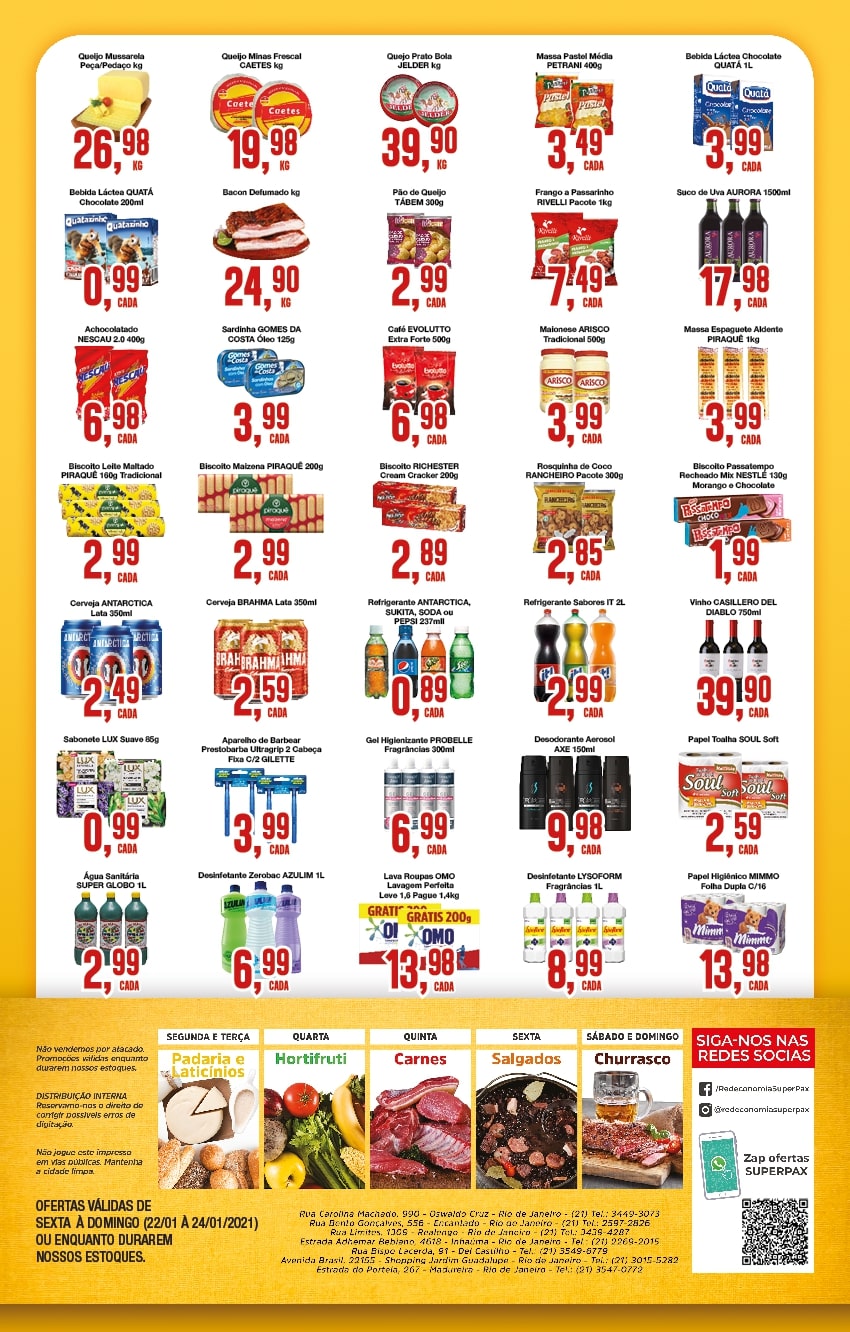 Queijo Mussarela
Peça/Pedaço kg
26,98
KG
Queijo Minas Frescal
CAETES kg
19,98
KG
Quejo Prato Bola
JELDER kg
39,90
KG
Massa Pastel Média
PETRANI 400g
3,49
CADA
Bebida Láctea Chocolate
QUATÁ 1L
3,99
CADA
Bebida Láctea QUATÁ
Chocolate 200ml
0,99
CADA
Bacon Defumado kg
24,90
KG
Pão de Queijo
TÁBEM 300g
2,99
CADA
Frango a Passarinho
RIVELLI Pacote 1kg
7,49
CADA
Suco de Uva AURORA 1500ml
17,98
CADA
Achocolatado
NESCAU 2.0 400g
6,98
CADA
Sardinha GOMES DA
COSTA Óleo 125g
3,99
CADA
Café EVOLUTTO
Extra Forte 500g
6,98
CADA
Maionese ARISCO
Tradicional 500g
3,99
CADA
Massa Espaguete Aldente
PIRAQUÊ 1kg
3,99
CADA
Biscoito Leite Maltado
PIRAQUÊ 160g Tradicional
2,99
CADA
Biscoito Maizena PIRAQUÊ 200g
2,99
CADA
Biscoito RICHESTER
Cream Cracker 200g
2,89
CADA
Rosquinha de Coco
RANCHEIRO Pacote 300g
2,85
CADA
Biscoito Passatempo
Recheado Mix NESTLÉ 130g
Morango e Chocolate
1,99
CADA
Cerveja ANTARCTICA
Lata 350ml
2,49
CADA
Cerveja BRAHMA Lata 350ml
2,59
CADA
Refrigerante ANTARCTICA,
SUKITA, SODA ou
PEPSI 237mll
0,89
CADA
Refrigerante Sabores IT 2L
2,99
CADA
Vinho CASILLERO DEL
DIABLO 750ml
39,90
CADA
Sabonete LUX Suave 85g
0,99
CADA
Aparelho de Barbear
Prestobarba Ultragrip 2 Cabeça
Fixa C/2 GILETTE
3,99
CADA
Gel Higienizante PROBELLE
Fragrâncias 300ml
6,99
CADA
Desodorante Aerosol
AXE 150ml
9,98
CADA
Papel Toalha SOUL Soft
2,59
CADA
Água Sanitária
SUPER GLOBO 1L
2,99
CADA
Desinfetante Zerobac AZULIM 1L
6,99
CADA
Lava Roupas OMO
Lavagem Perfeita
Leve 1,6 Pague 1,4kg
GRATIS 200g
OMO
13,98
CADA
Desinfetante LYSOFORM
Fragrâncias 1L
8,99
CADA
Papel Higiênico MIMMO
Folha Dupla C/16
13,98
CADA
Não vendemos por atacado.
Promoções válidas enquanto
durarem nossos estoques.
DISTRIBUIÇÃO INTERNA
Reservamo-nos o direito de
corrigir possíveis erros de
digitação.
Não jogue este impresso
em vias públicas. Mantenha
a cidade limpa.
SEGUNDA E TERÇA
Padaria e
Laticínios
QUARTA
Hortifruti
QUINTA
Carnes
SEXTA
Salgados
SÁBADO E DOMINGO
Churrasco
SIGA-NOS NAS
REDES SOCIAS
/RedeconomiaSuperPax
@redeconomiasuperpax
Zap ofertas
SUPERPAX
OFERTAS VÁLIDAS DE
SEXTA À DOMINGO (22/01 À 24/01/2021)
OU ENQUANTO DURAREM
NOSSOS ESTOQUES.
Rua Carolina Machado, 990 - Oswaldo Cruz - Rio de Janeiro - (21) Tel.: 3449-3073
Rua Bento Gonçalves, 556 - Encantado - Rio de Janeiro - (21) Tel.: 2597-2826
Rua Limites, 1309 - Realengo - Rio de Janeiro - (21) Tel.: 3439-4287
Estrada Adhemar Bebiano, 4618 - Inhaúma - Rio de Janeiro - Tel.: (21) 2269-2015
Rua Bispo Lacerda, 91 - Del Castilho - Tel.: (21) 3549-6779
Avenida Brasil, 22155 - Shopping Jardim Guadalupe - Rio de Janeiro - Tel.: (21) 3015-5282
Estrada do Portela, 267 - Madureira - Rio de Janeiro - Tel.: (21) 3547-0772